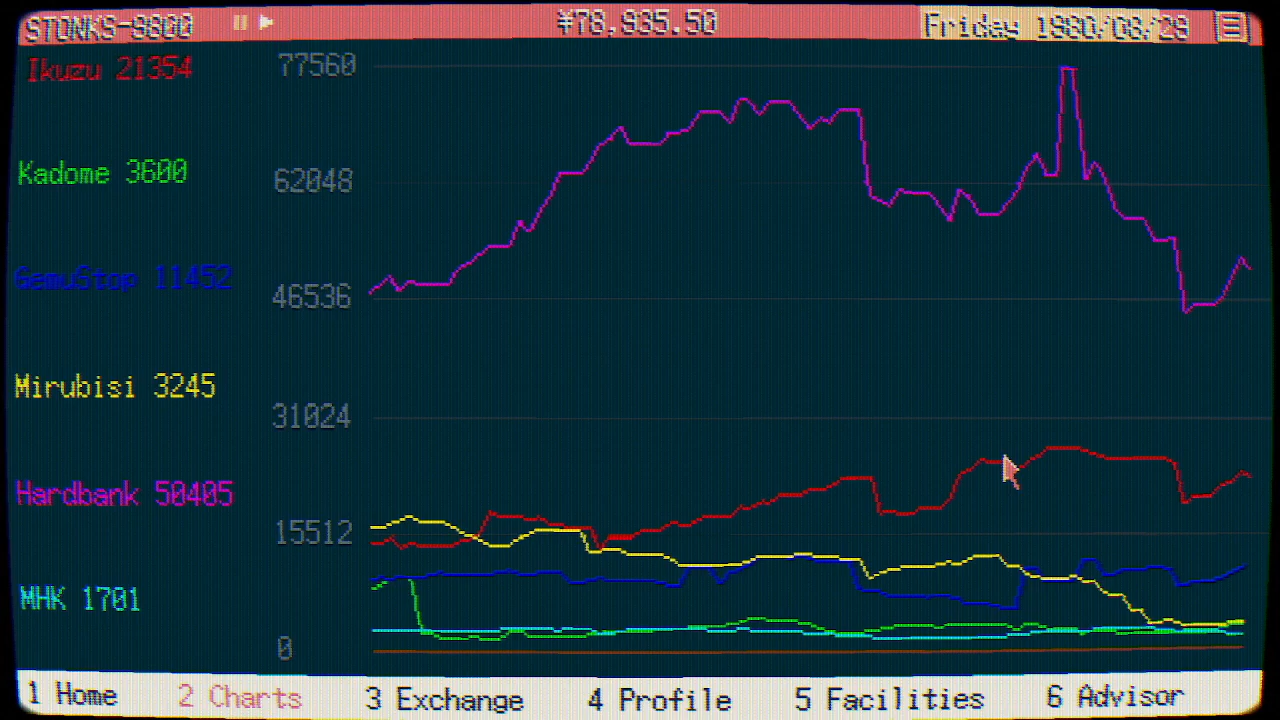 STONKS-9800
¥78,935.50
Friday 1980/08/29
Ikuzu 21354
Kadome 3600
GemuStop 11452
Mirubisi 3245
Hardbank 50405
MHK 1701
77560
62048
46536
31024
15512
0
1 Home
2 Charts
3 Exchange
4 Profile
5 Facilities
6 Advisor